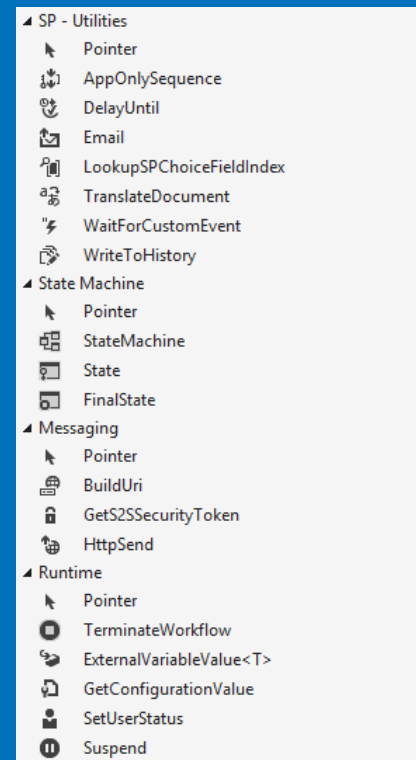 SP - Utilities
Pointer
AppOnlySequence
DelayUntil
Email
LookupSPChoiceFieldIndex
TranslateDocument
WaitForCustomEvent
WriteToHistory
State Machine
Pointer
StateMachine
State
FinalState
Messaging
Pointer
BuildUri
GetS2SSecurityToken
HttpSend
Runtime
Pointer
TerminateWorkflow
ExternalVariableValue<T>
GetConfigurationValue
SetUserStatus
Suspend